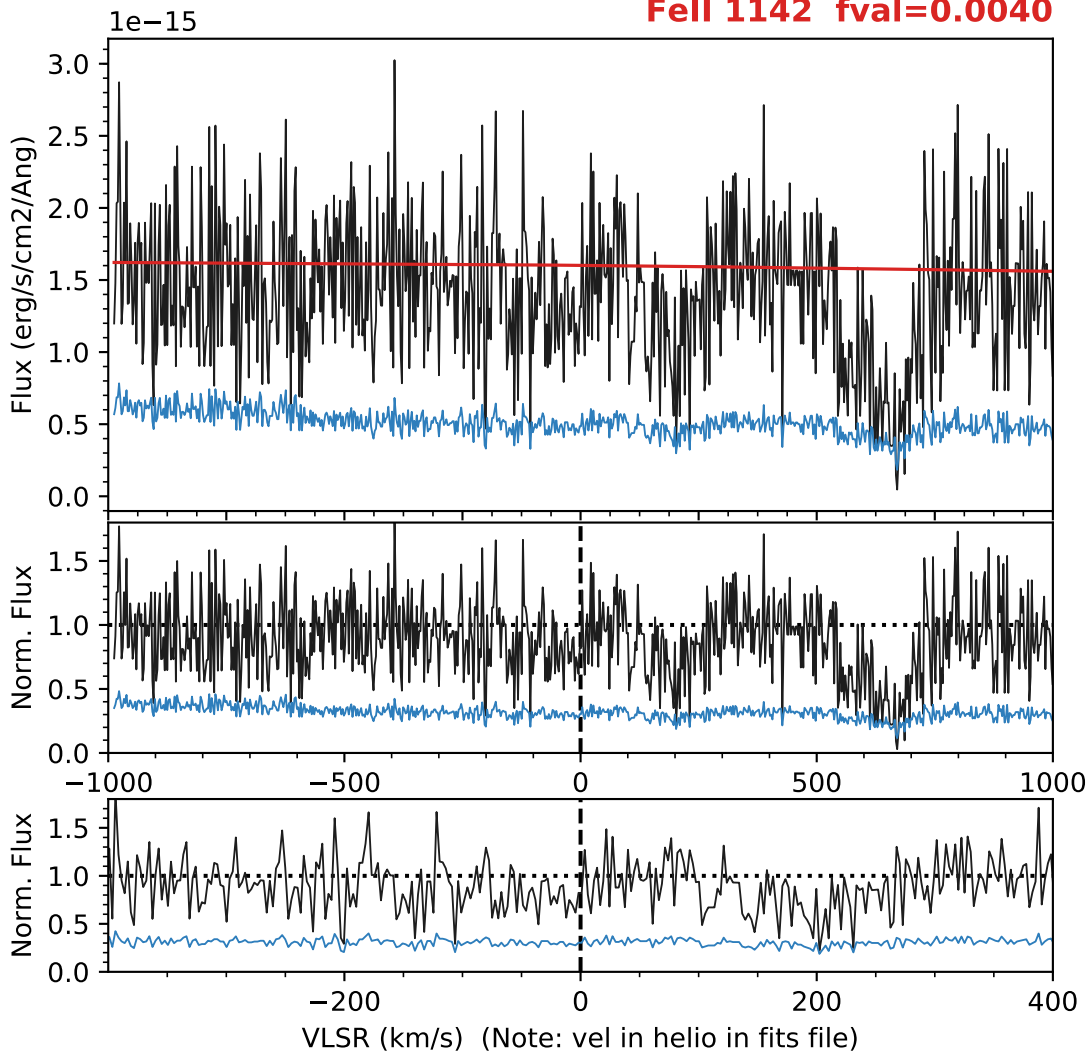 FeII 1142 fval=0.0040
1e−15
3.0
2.5
2.0
1.5
1.0
0.5
0.0
Flux (erg/s/cm2/Ang)
1.5
1.0
0.5
0.0
Norm. Flux
−1000 −500 0 500 1000
1.5
1.0
0.5
0.0
Norm. Flux
−200 0 200 400
VLSR (km/s) (Note: vel in helio in fits file)